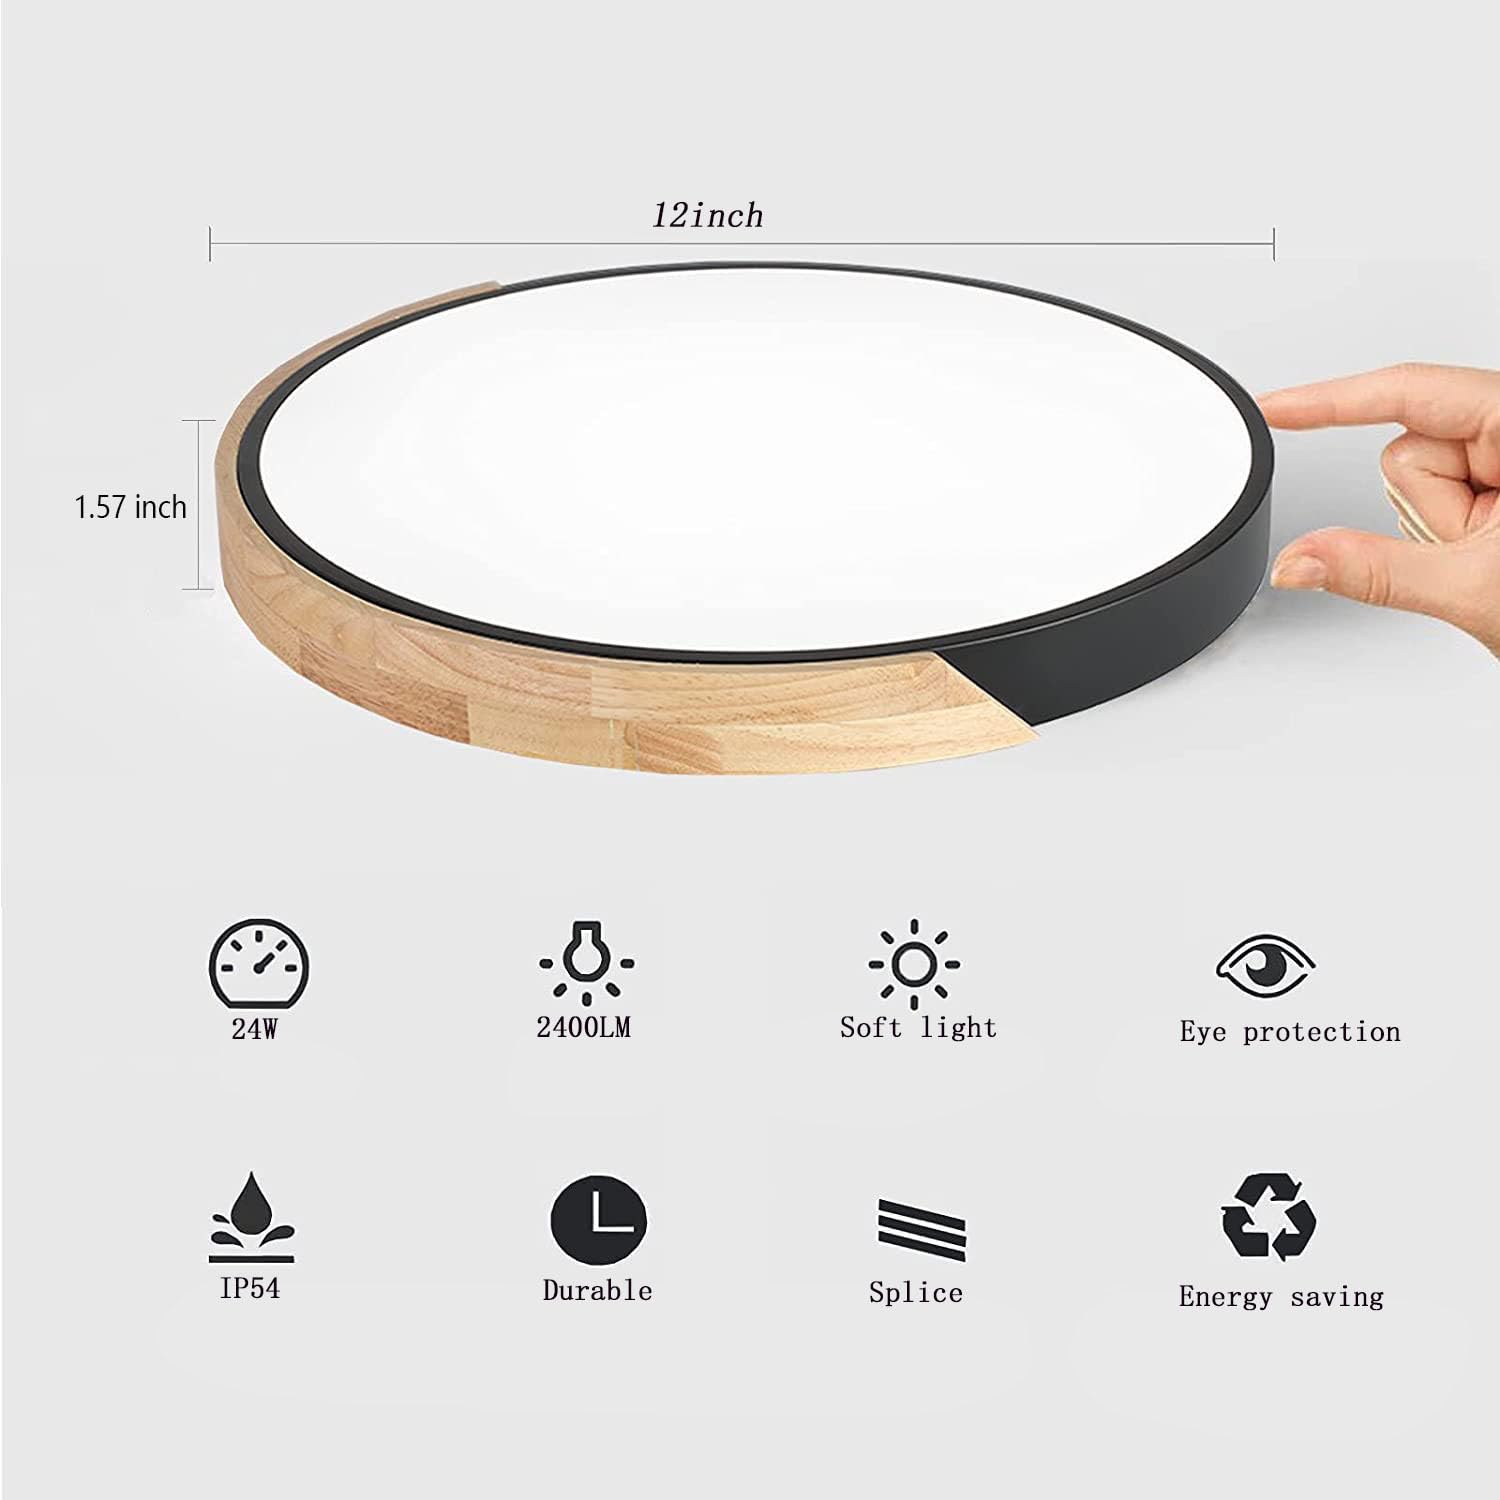 12inch
1.57 inch
24W
2400LM
Soft light
Eye protection
IP54
Durable
Splice
Energy saving